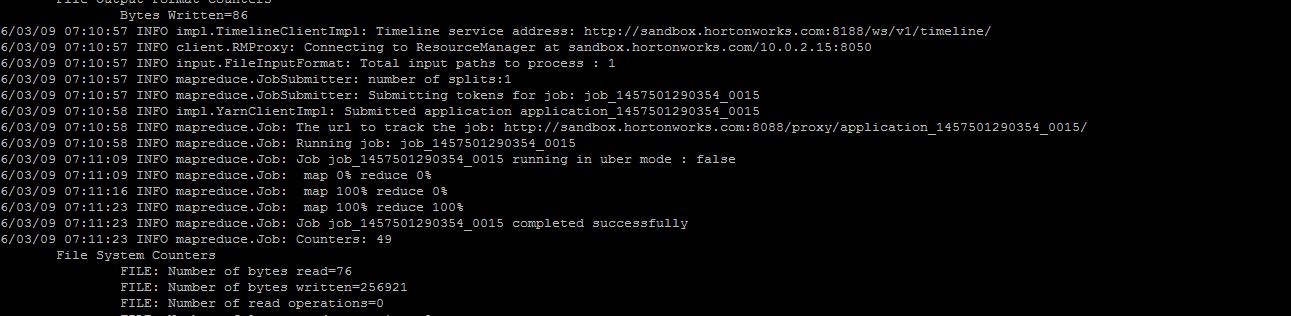 File Output Format Counters
Bytes Written=86
6/03/09 07:10:57 INFO impl.TimelineClientImpl: Timeline service address: http://sandbox.hortonworks.com:8188/ws/v1/timeline/
6/03/09 07:10:57 INFO client.RMProxy: Connecting to ResourceManager at sandbox.hortonworks.com/10.0.2.15:8050
6/03/09 07:10:57 INFO input.FileInputFormat: Total input paths to process : 1
6/03/09 07:10:57 INFO mapreduce.JobSubmitter: number of splits:1
6/03/09 07:10:57 INFO mapreduce.JobSubmitter: Submitting tokens for job: job_1457501290354_0015
6/03/09 07:10:58 INFO impl.YarnClientImpl: Submitted application application_1457501290354_0015
6/03/09 07:10:58 INFO mapreduce.Job: The url to track the job: http://sandbox.hortonworks.com:8088/proxy/application_1457501290354_0015/
6/03/09 07:10:58 INFO mapreduce.Job: Running job: job_1457501290354_0015
6/03/09 07:11:09 INFO mapreduce.Job: Job job_1457501290354_0015 running in uber mode : false
6/03/09 07:11:09 INFO mapreduce.Job:  map 0% reduce 0%
6/03/09 07:11:16 INFO mapreduce.Job:  map 100% reduce 0%
6/03/09 07:11:23 INFO mapreduce.Job:  map 100% reduce 100%
6/03/09 07:11:23 INFO mapreduce.Job: Job job_1457501290354_0015 completed successfully
6/03/09 07:11:23 INFO mapreduce.Job: Counters: 49
File System Counters
FILE: Number of bytes read=76
FILE: Number of bytes written=256921
FILE: Number of read operations=0